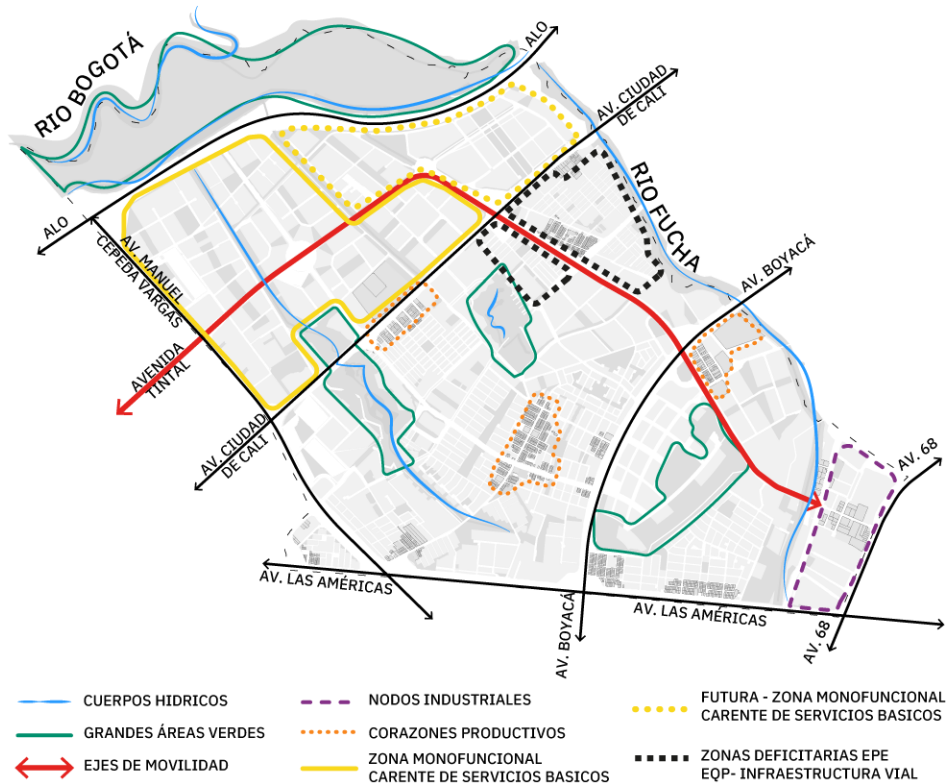 RIO BOGOTÁ
ALO
AV. CIUDAD
DE CALI
RIO FUCHA
ALO
AV. MANUEL
CEPEDA VARGAS
AV. BOYACÁ
AVENIDA
TINTAL
AV. CIUDAD
DE CALI
AV. 68
AV. LAS AMÉRICAS
AV. BOYACÁ
AV. LAS AMÉRICAS
AV. 68
CUERPOS HIDRICOS
GRANDES ÁREAS VERDES
EJES DE MOVILIDAD
NODOS INDUSTRIALES
CORAZONES PRODUCTIVOS
ZONA MONOFUNCIONAL
CARENTE DE SERVICIOS BASICOS
FUTURA - ZONA MONOFUNCIONAL
CARENTE DE SERVICIOS BASICOS
ZONAS DEFICITARIAS EPE
EQP- INFRAESTRUCTURA VIAL